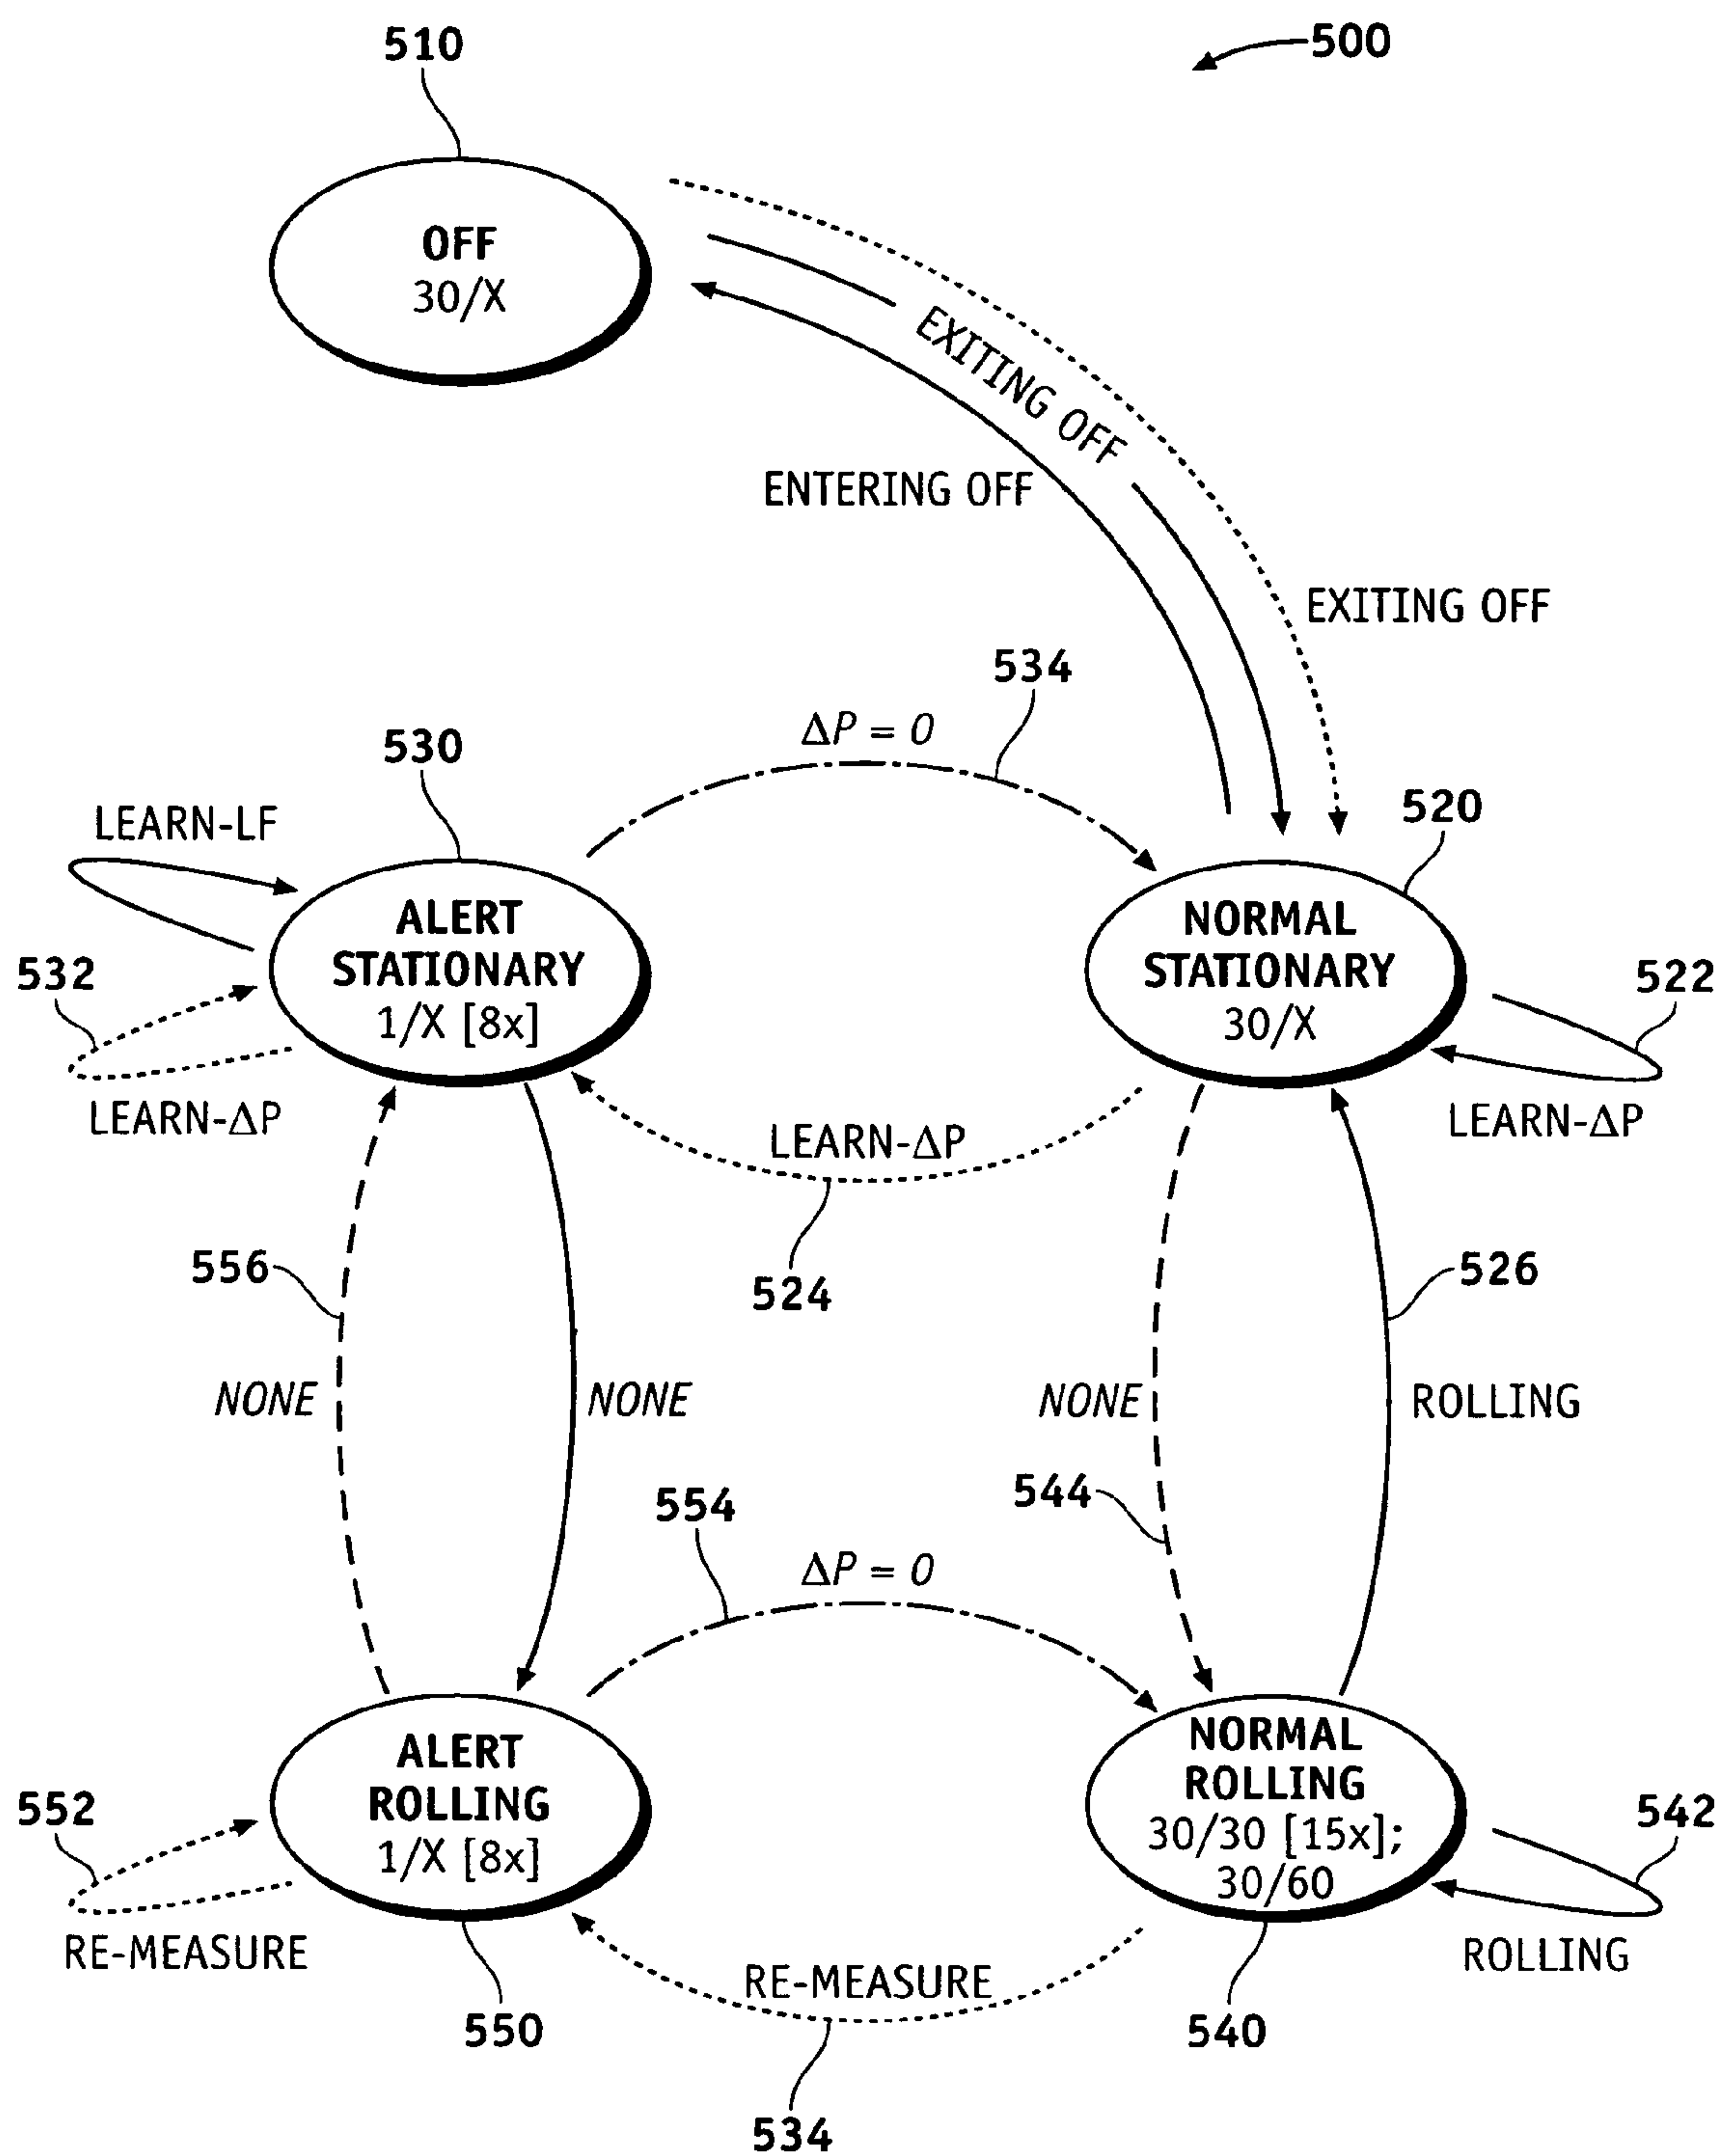 510
500
OFF
30/X
EXITING OFF
ENTERING OFF
EXITING OFF
534
ΔP = 0
530
520
LEARN-LF
ALERT
STATIONARY
1/X [8x]
NORMAL
STATIONARY
30/X
532
522
LEARN-ΔP
LEARN-ΔP
LEARN-ΔP
524
556
526
NONE
NONE
NONE
ROLLING
544
554
ΔP = 0
ALERT
ROLLING
1/X [8x]
NORMAL
ROLLING
30/30 [15x];
30/60
552
542
RE-MEASURE
RE-MEASURE
ROLLING
550
540
534